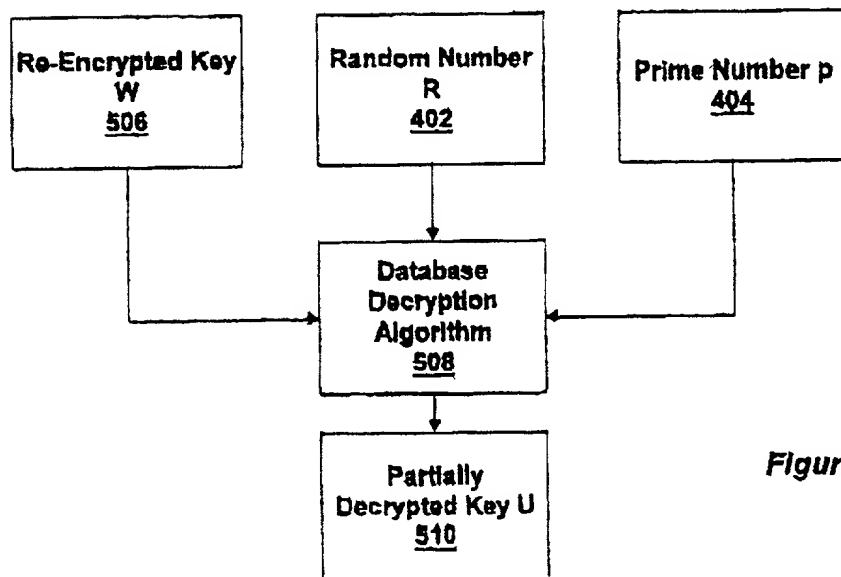 Re-Encrypted Key
W
506
Random Number
R
402
Prime Number p
404
Database
Decryption
Algorithm
508
Partially
Decrypted Key U
510
Figur